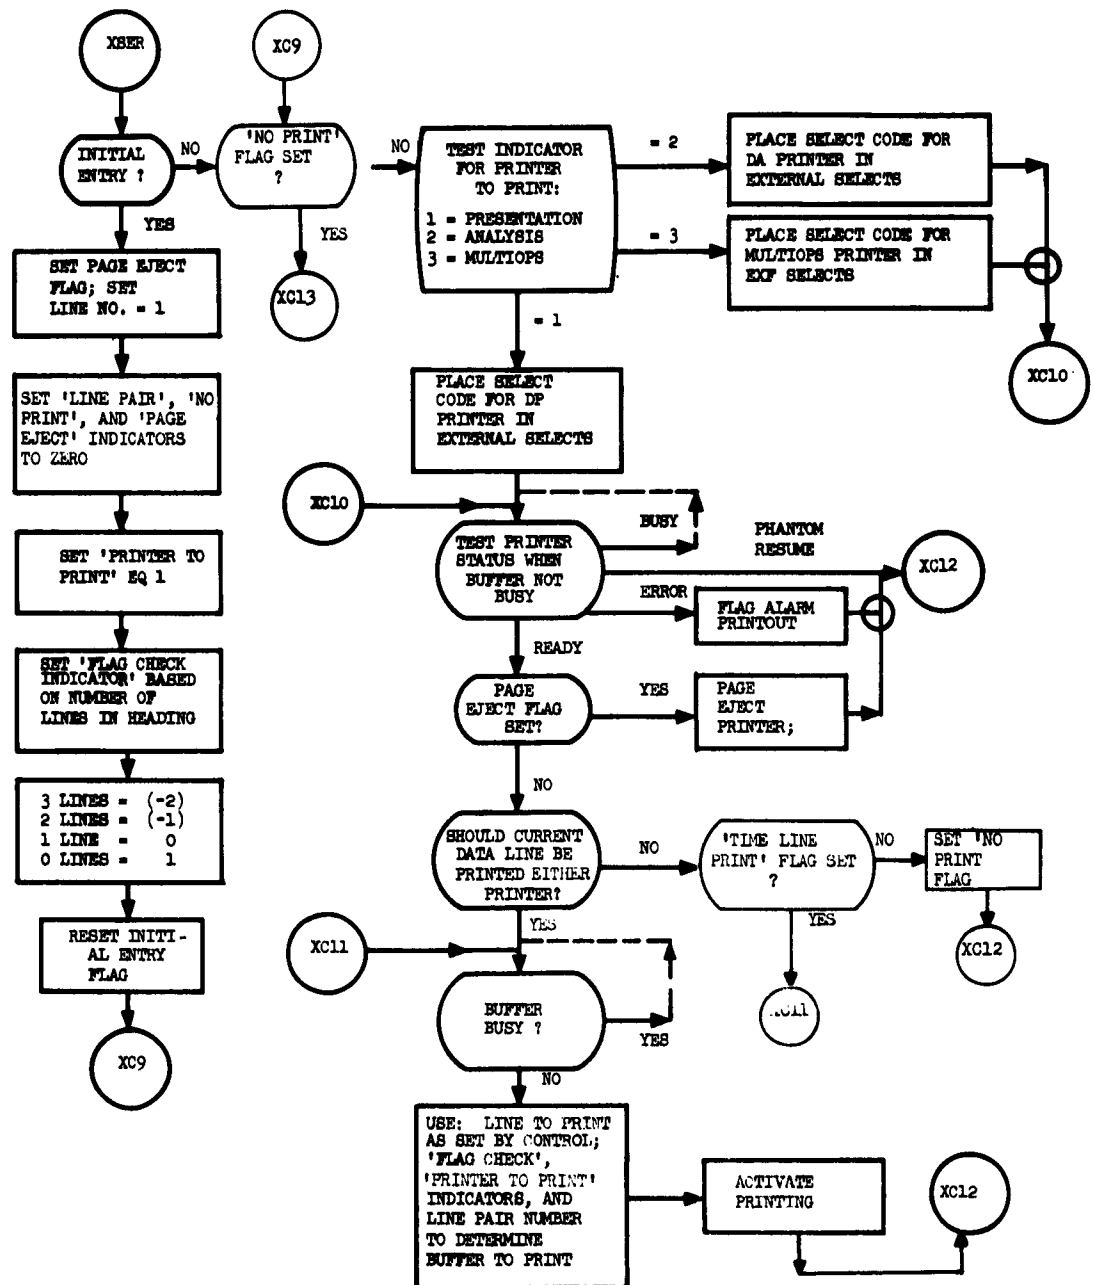 XSER
INITIAL
ENTRY ?
NO
YES
SET PAGE EJECT
FLAG; SET
LINE NO. = 1
SET 'LINE PAIR', 'NO
PRINT', AND 'PAGE
EJECT' INDICATORS
TO ZERO
SET 'PRINTER TO
PRINT' EQ 1
SET 'FLAG CHECK
INDICATOR' BASED
ON NUMBER OF
LINES IN HEADING
3 LINES = (-2)
2 LINES = (-1)
1 LINE = 0
0 LINES = 1
RESET INITI-
AL ENTRY
FLAG
XC9
XC9
'NO PRINT'
FLAG SET
?
NO
YES
XC13
TEST INDICATOR
FOR PRINTER
TO PRINT:
1 = PRESENTATION
2 = ANALYSIS
3 = MULTIOPS
= 2
PLACE SELECT CODE FOR
DA PRINTER IN
EXTERNAL SELECTS
= 3
PLACE SELECT CODE FOR
MULTIOPS PRINTER IN
EXF SELECTS
XC10
= 1
PLACE SELECT
CODE FOR DP
PRINTER IN
EXTERNAL SELECTS
XC10
TEST PRINTER
STATUS WHEN
BUFFER NOT
BUSY
BUSY
PHANTOM
RESUME
XC12
ERROR
FLAG ALARM
PRINTOUT
READY
PAGE
EJECT FLAG
SET?
YES
PAGE
EJECT
PRINTER;
NO
SHOULD CURRENT
DATA LINE BE
PRINTED EITHER
PRINTER?
NO
'TIME LINE
PRINT' FLAG SET
?
NO
SET 'NO
PRINT
FLAG
XC12
YES
YES
XC11
BUFFER
BUSY ?
YES
NO
USE: LINE TO PRINT
AS SET BY CONTROL;
'FLAG CHECK',
'PRINTER TO PRINT'
INDICATORS, AND
LINE PAIR NUMBER
TO DETERMINE
BUFFER TO PRINT
ACTIVATE
PRINTING
XC12